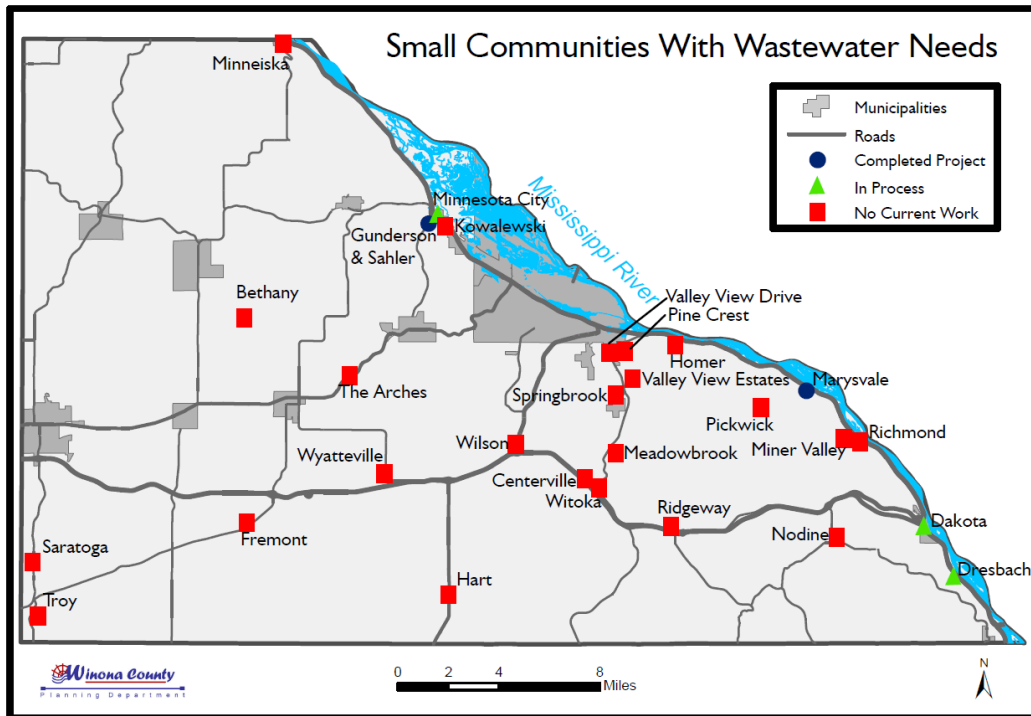 Small Communities With Wastewater Needs
Minneiska
Municipalities
Roads
Completed Project
In Process
No Current Work
Mississippi River
Minnesota City
Kowalewski
Gunderson
& Sahler
Bethany
Valley View Drive
Pine Crest
Homer
The Arches
Valley View Estates
Marysvale
Springbrook
Pickwick
Wilson
Meadowbrook
Miner Valley
Richmond
Wyatteville
Centerville
Witoka
Fremont
Ridgeway
Nodine
Dakota
Saratoga
Hart
Dresbach
Troy
Winona County
Planning Department
0 2 4 8
Miles
N